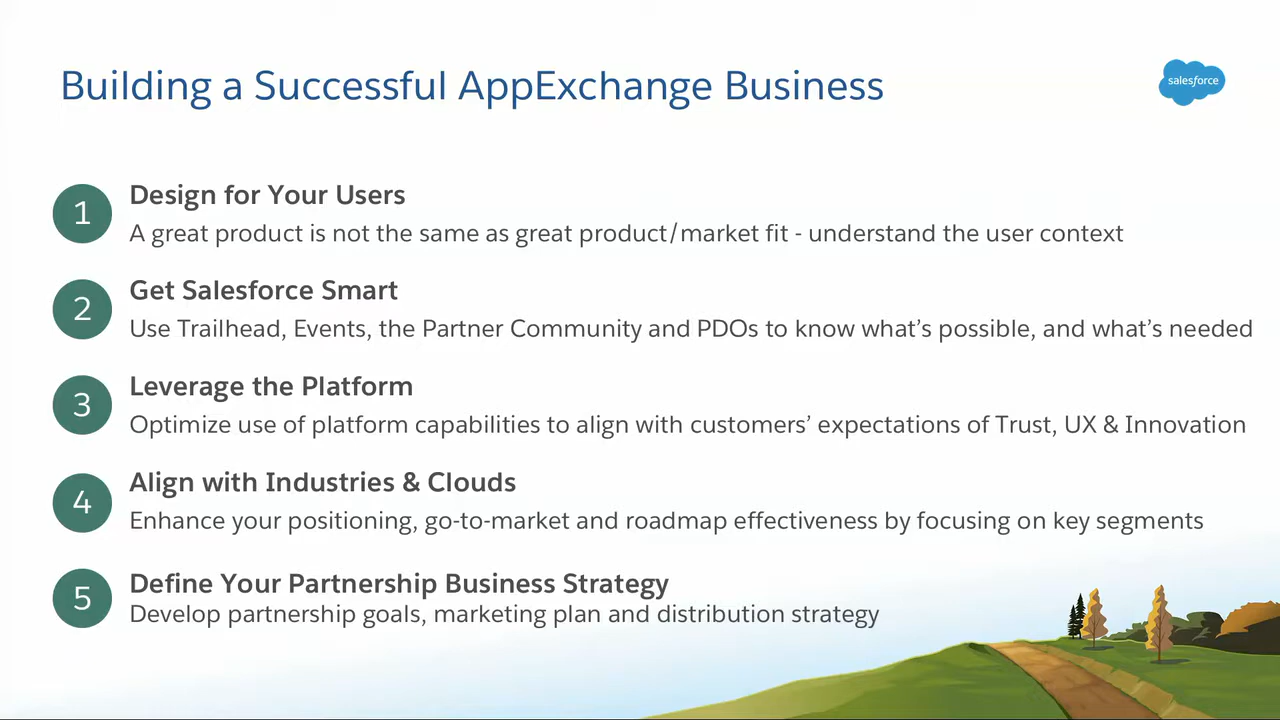 Building a Successful AppExchange Business
salesforce
1
Design for Your Users
A great product is not the same as great product/market fit - understand the user context
2
Get Salesforce Smart
Use Trailhead, Events, the Partner Community and PDOs to know what’s possible, and what’s needed
3
Leverage the Platform
Optimize use of platform capabilities to align with customers’ expectations of Trust, UX & Innovation
4
Align with Industries & Clouds
Enhance your positioning, go-to-market and roadmap effectiveness by focusing on key segments
5
Define Your Partnership Business Strategy
Develop partnership goals, marketing plan and distribution strategy